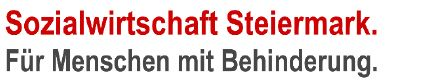 Sozialwirtschaft Steiermark.
Für Menschen mit Behinderung.